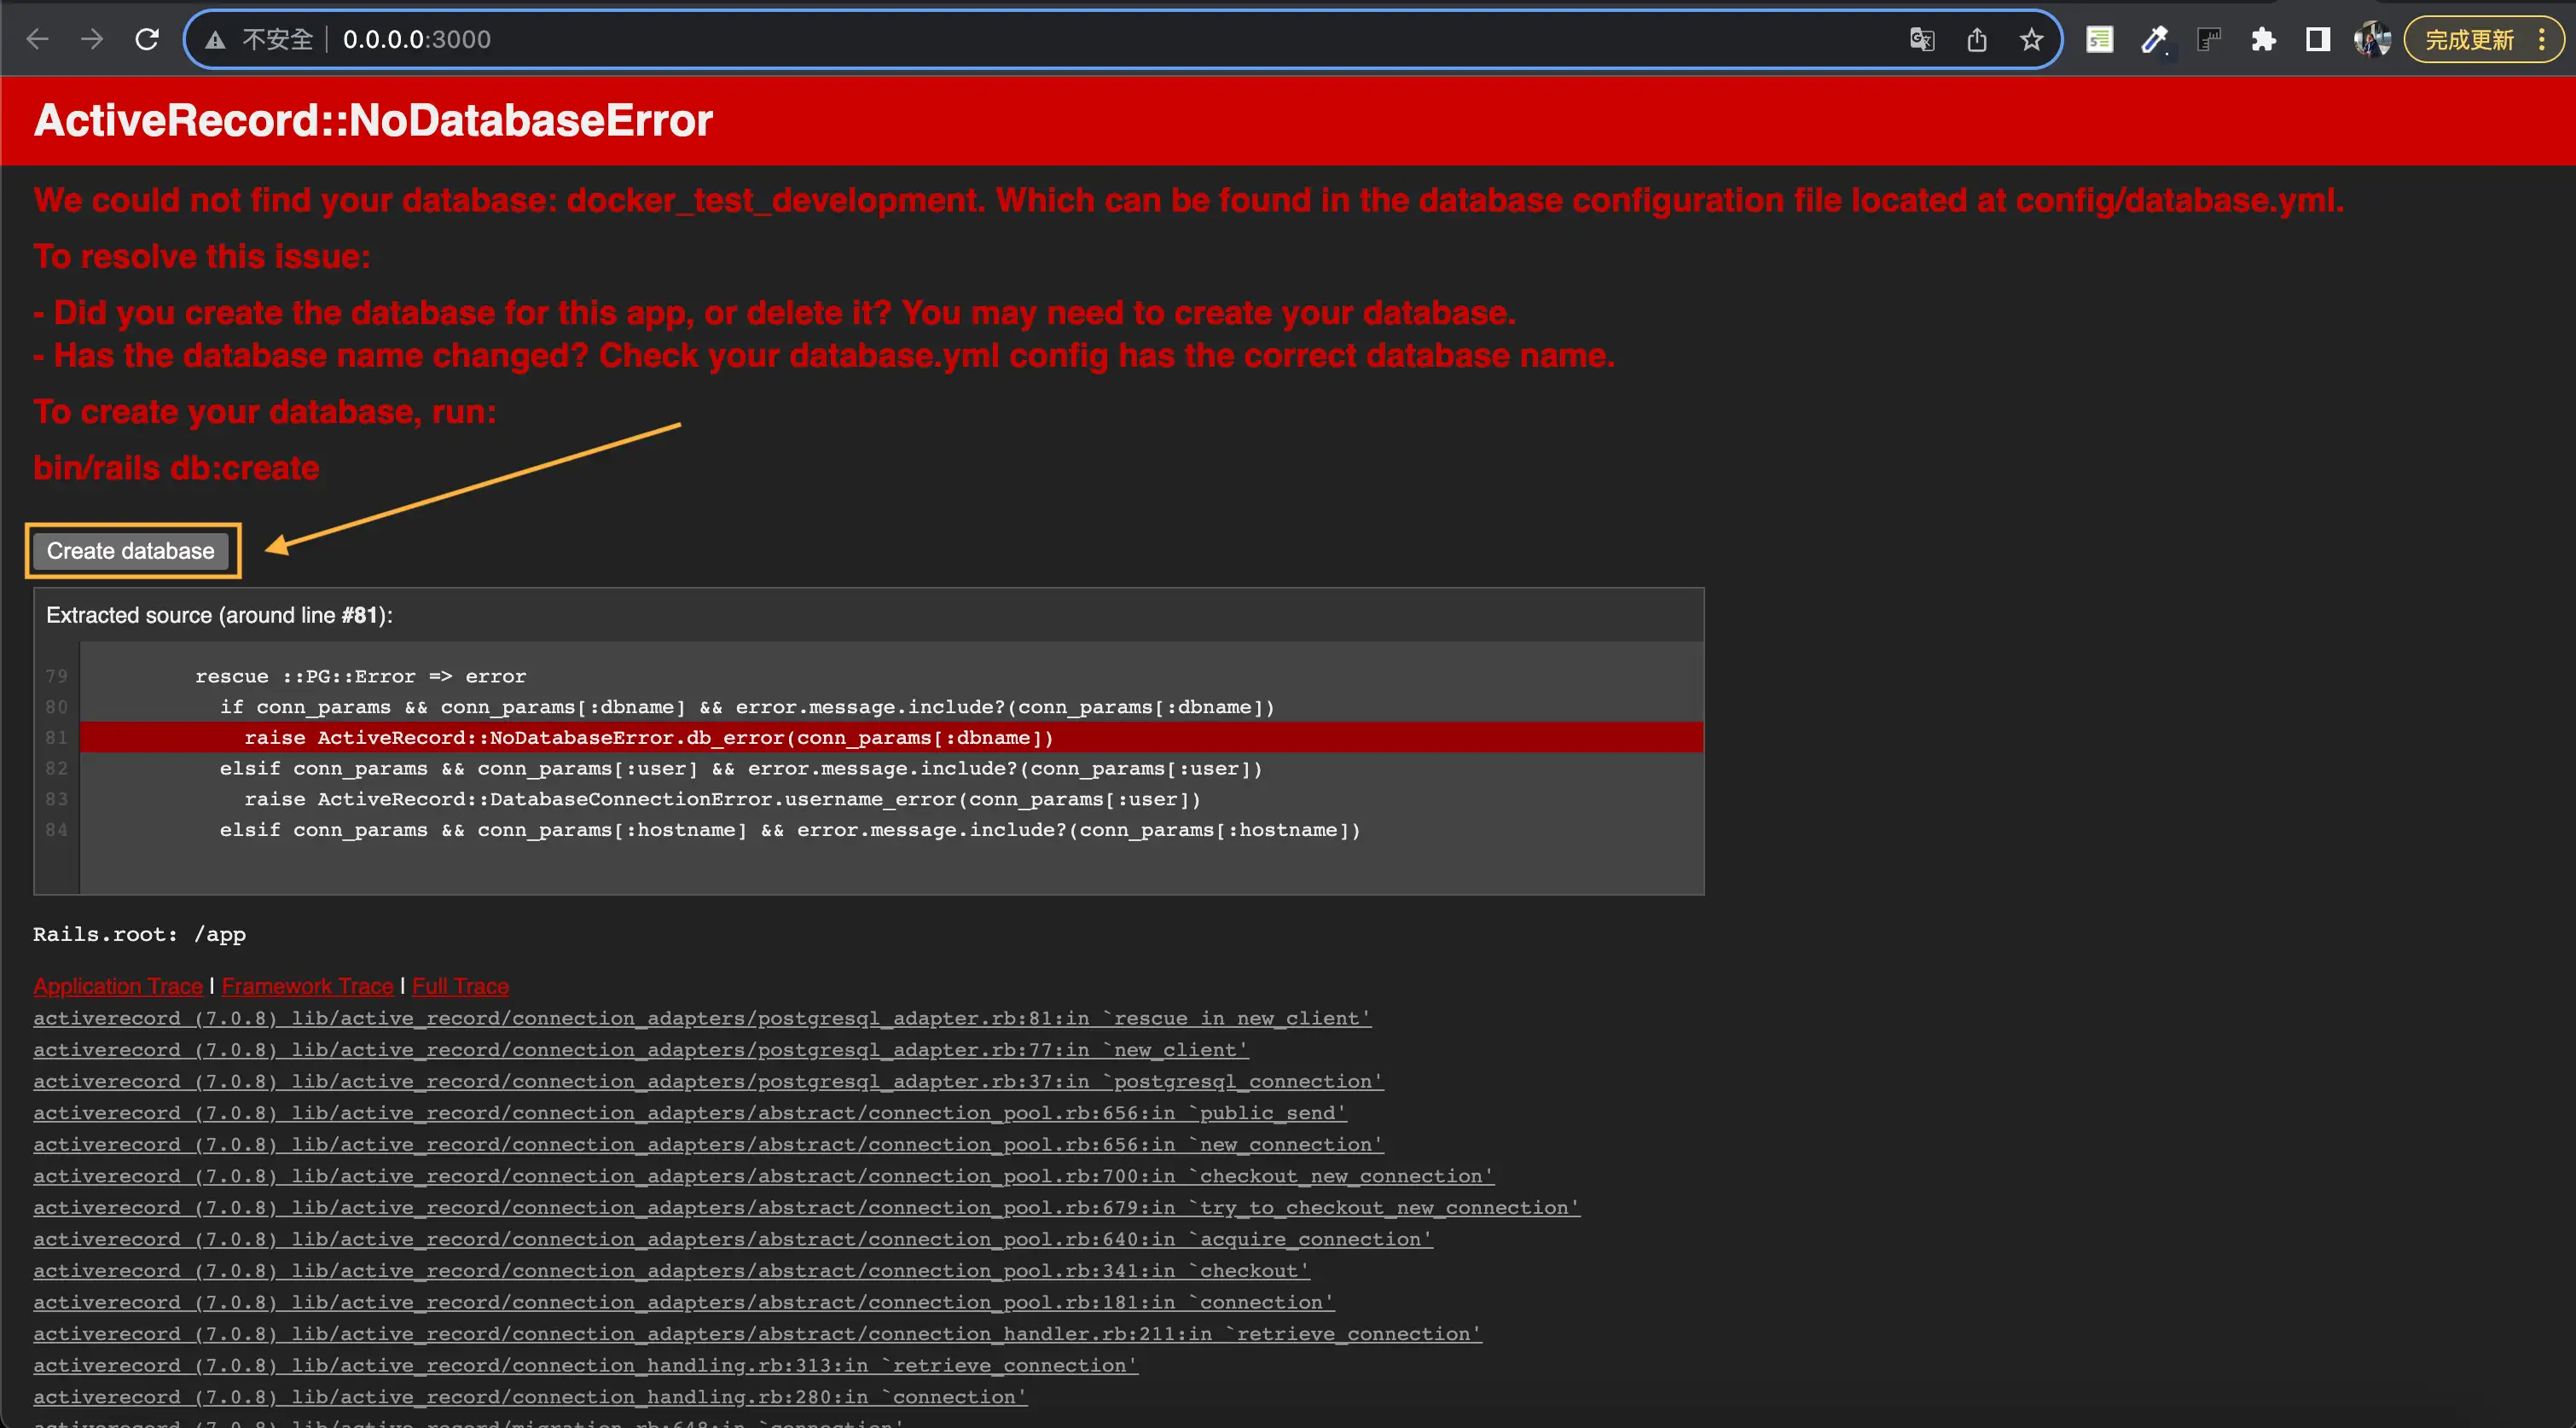 不安全 0.0.0.0:3000 完成更新
ActiveRecord::NoDatabaseError
We could not find your database: docker_test_development. Which can be found in the database configuration file located at config/database.yml.
To resolve this issue:
- Did you create the database for this app, or delete it? You may need to create your database.
- Has the database name changed? Check your database.yml config has the correct database name.
To create your database, run:
bin/rails db:create
Create database
Extracted source (around line #81):
79 rescue ::PG::Error => error
80 if conn_params && conn_params[:dbname] && error.message.include?(conn_params[:dbname])
81 raise ActiveRecord::NoDatabaseError.db_error(conn_params[:dbname])
82 elsif conn_params && conn_params[:user] && error.message.include?(conn_params[:user])
83 raise ActiveRecord::DatabaseConnectionError.username_error(conn_params[:user])
84 elsif conn_params && conn_params[:hostname] && error.message.include?(conn_params[:hostname])
Rails.root: /app
Application Trace | Framework Trace | Full Trace
activerecord (7.0.8) lib/active_record/connection_adapters/postgresql_adapter.rb:81:in `rescue in new_client'
activerecord (7.0.8) lib/active_record/connection_adapters/postgresql_adapter.rb:77:in `new_client'
activerecord (7.0.8) lib/active_record/connection_adapters/postgresql_adapter.rb:37:in `postgresql_connection'
activerecord (7.0.8) lib/active_record/connection_adapters/abstract/connection_pool.rb:656:in `public_send'
activerecord (7.0.8) lib/active_record/connection_adapters/abstract/connection_pool.rb:656:in `new_connection'
activerecord (7.0.8) lib/active_record/connection_adapters/abstract/connection_pool.rb:700:in `checkout_new_connection'
activerecord (7.0.8) lib/active_record/connection_adapters/abstract/connection_pool.rb:679:in `try_to_checkout_new_connection'
activerecord (7.0.8) lib/active_record/connection_adapters/abstract/connection_pool.rb:640:in `acquire_connection'
activerecord (7.0.8) lib/active_record/connection_adapters/abstract/connection_pool.rb:341:in `checkout'
activerecord (7.0.8) lib/active_record/connection_adapters/abstract/connection_pool.rb:181:in `connection'
activerecord (7.0.8) lib/active_record/connection_adapters/abstract/connection_handler.rb:211:in `retrieve_connection'
activerecord (7.0.8) lib/active_record/connection_handling.rb:313:in `retrieve_connection'
activerecord (7.0.8) lib/active_record/connection_handling.rb:280:in `connection'
activerecord (7.0.8) lib/active_record/migration.rb:648:in `connection'